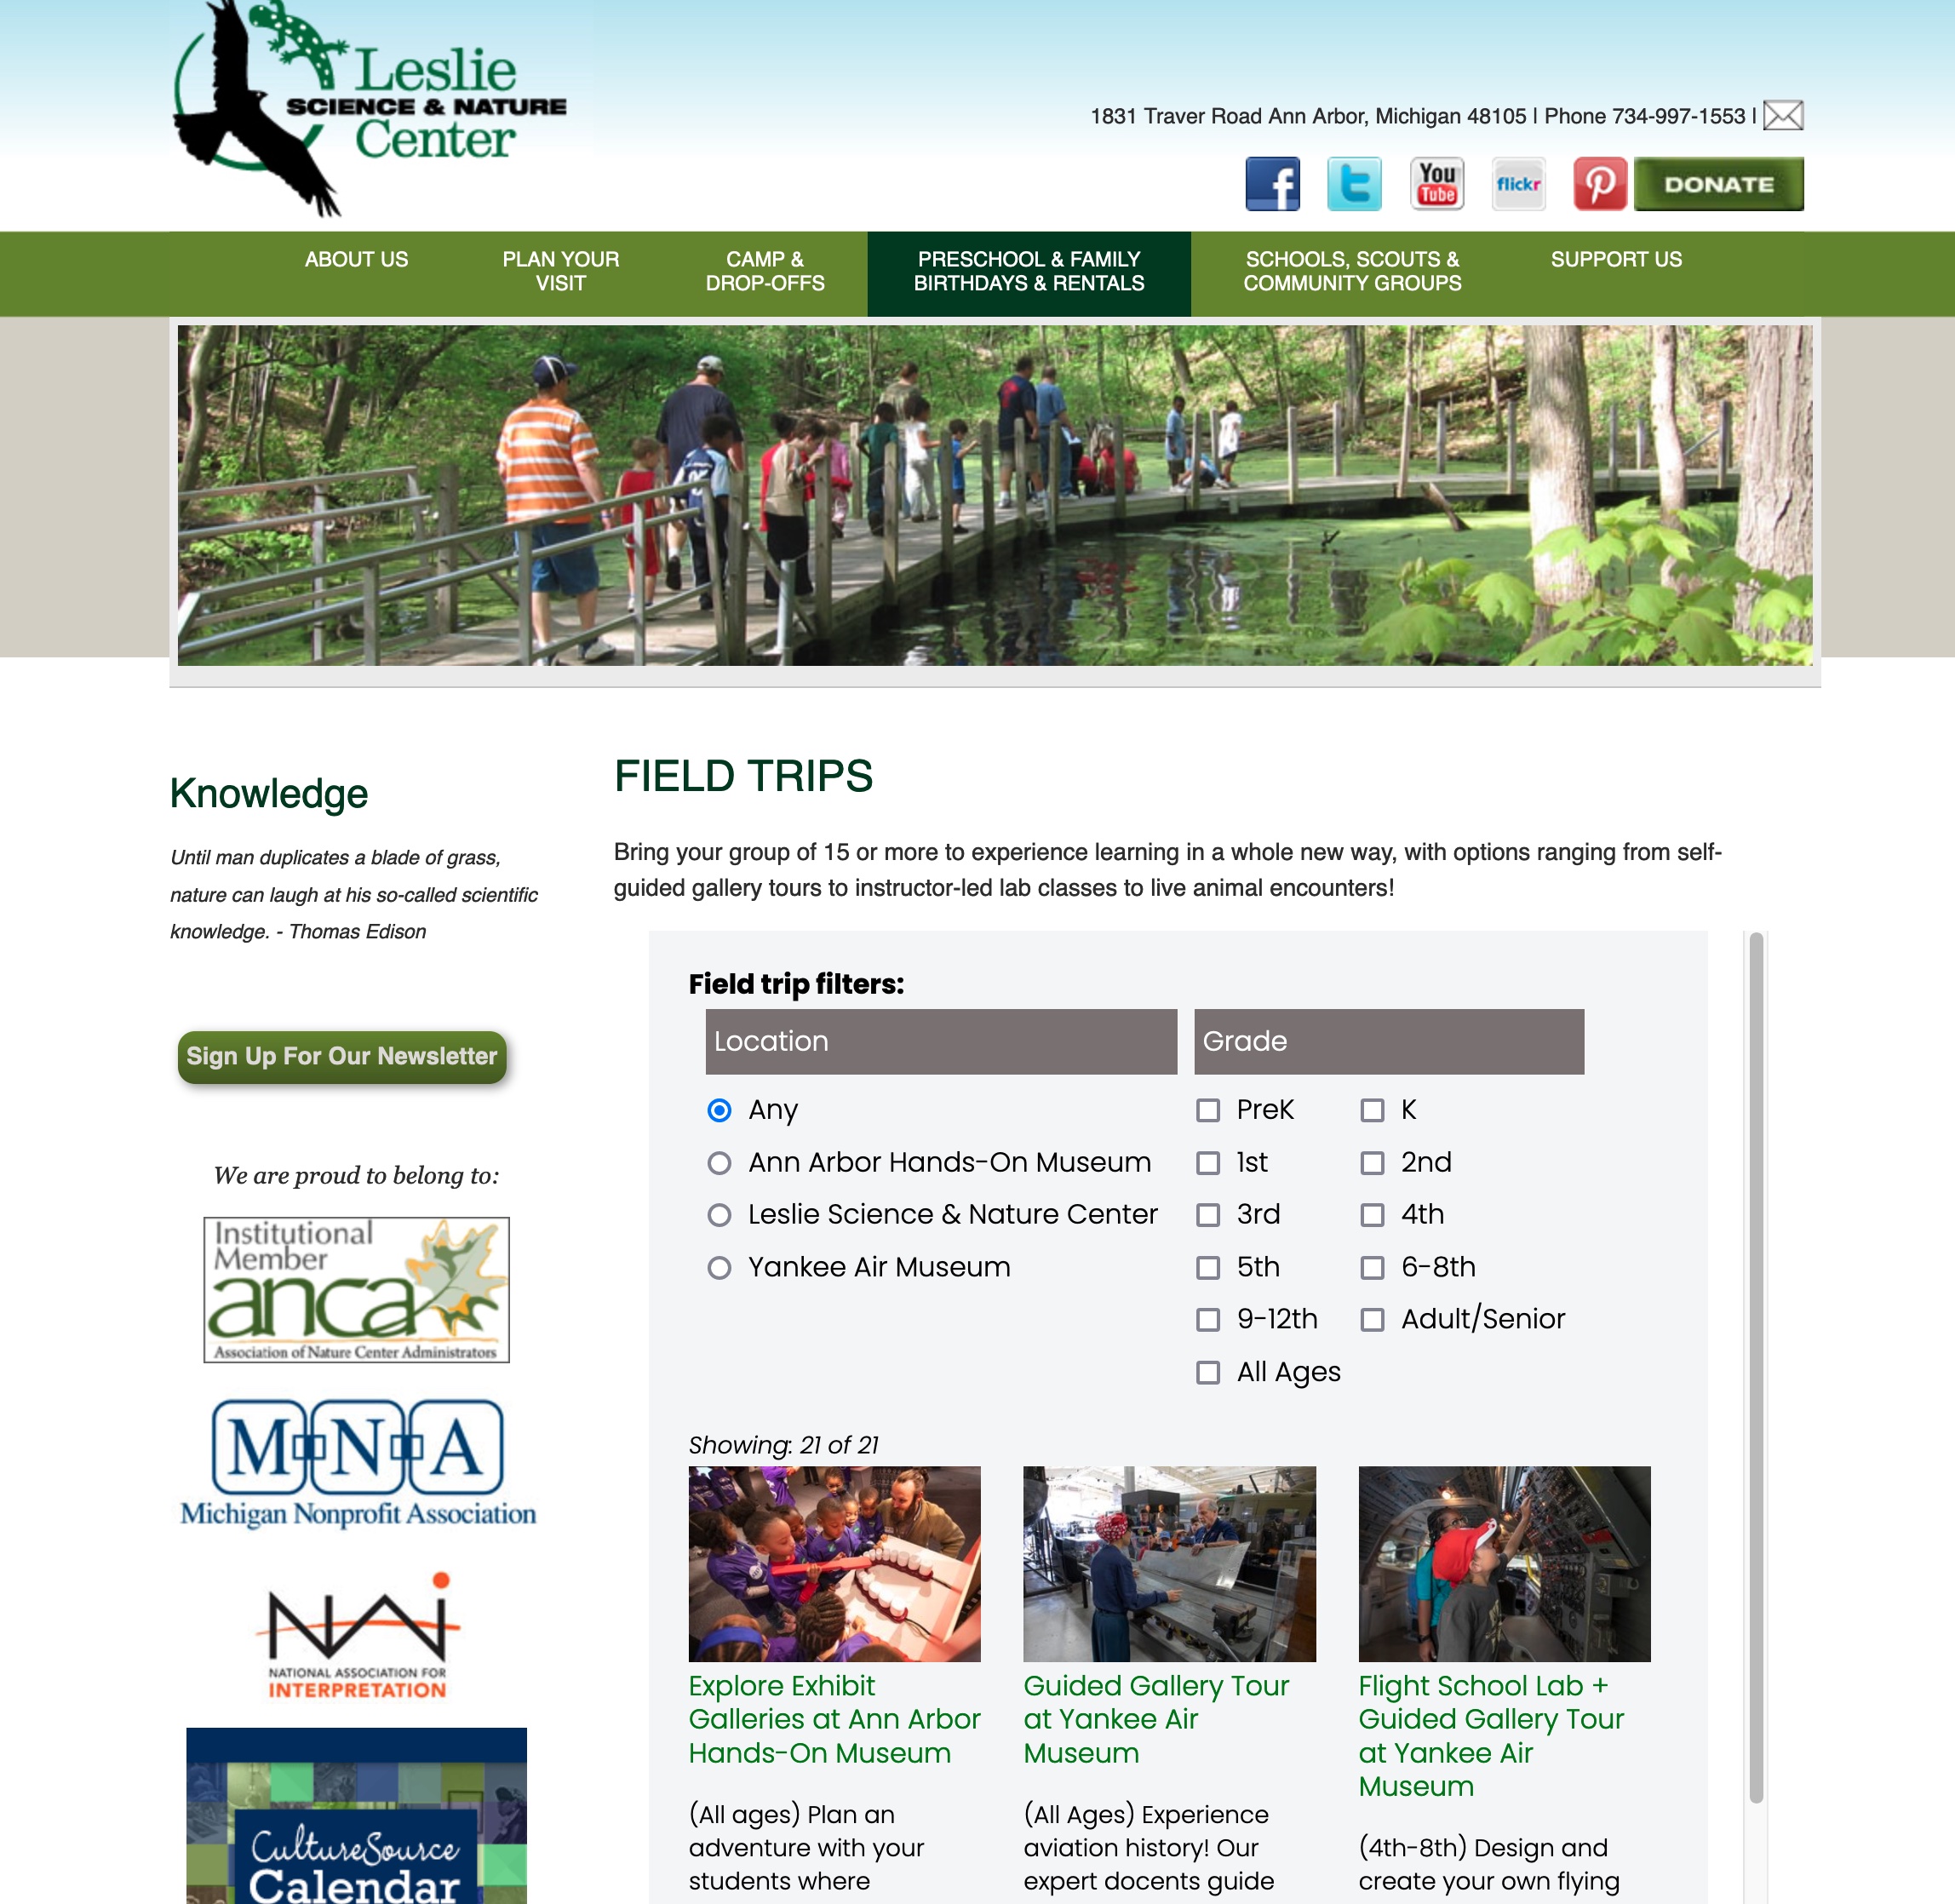 Leslie
SCIENCE & NATURE
Center
1831 Traver Road Ann Arbor, Michigan 48105 | Phone 734-997-1553 |
f
t
You
Tube
flickr
DONATE
ABOUT US
PLAN YOUR
VISIT
CAMP &
DROP-OFFS
PRESCHOOL & FAMILY
BIRTHDAYS & RENTALS
SCHOOLS, SCOUTS &
COMMUNITY GROUPS
SUPPORT US
Knowledge
Until man duplicates a blade of grass,
nature can laugh at his so-called scientific
knowledge. - Thomas Edison
Sign Up For Our Newsletter
We are proud to belong to:
Institutional
Member
anca
Association of Nature Center Administrators
M N A
Michigan Nonprofit Association
NAi
NATIONAL ASSOCIATION FOR
INTERPRETATION
CultureSource
Calendar
FIELD TRIPS
Bring your group of 15 or more to experience learning in a whole new way, with options ranging from self-
guided gallery tours to instructor-led lab classes to live animal encounters!
Field trip filters:
Location
Any
Ann Arbor Hands-On Museum
Leslie Science & Nature Center
Yankee Air Museum
Grade
PreK
K
1st
2nd
3rd
4th
5th
6-8th
9-12th
Adult/Senior
All Ages
Showing: 21 of 21
Explore Exhibit
Galleries at Ann Arbor
Hands-On Museum
(All ages) Plan an
adventure with your
students where
Guided Gallery Tour
at Yankee Air
Museum
(All Ages) Experience
aviation history! Our
expert docents guide
Flight School Lab +
Guided Gallery Tour
at Yankee Air
Museum
(4th-8th) Design and
create your own flying